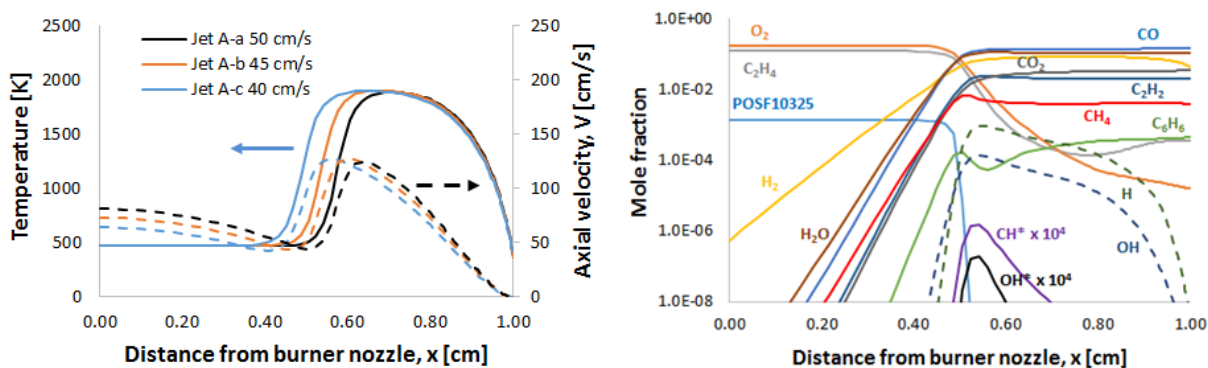 Temperature [K]
2500
2000
1500
1000
500
0
Jet A-a 50 cm/s
Jet A-b 45 cm/s
Jet A-c 40 cm/s
250
200
150
100
50
0
Axial velocity, V [cm/s]
0.00 0.20 0.40 0.60 0.80 1.00
Distance from burner nozzle, x [cm]
Mole fraction
1.0E+00
1.0E-02
1.0E-04
1.0E-06
1.0E-08
O₂
C₂H₄
POSF10325
H₂
H₂O
CO
CO₂
C₂H₂
CH₄
C₆H₆
H
OH
CH* x 10⁴
OH* x 10⁴
0.00 0.20 0.40 0.60 0.80 1.00
Distance from burner nozzle, x [cm]